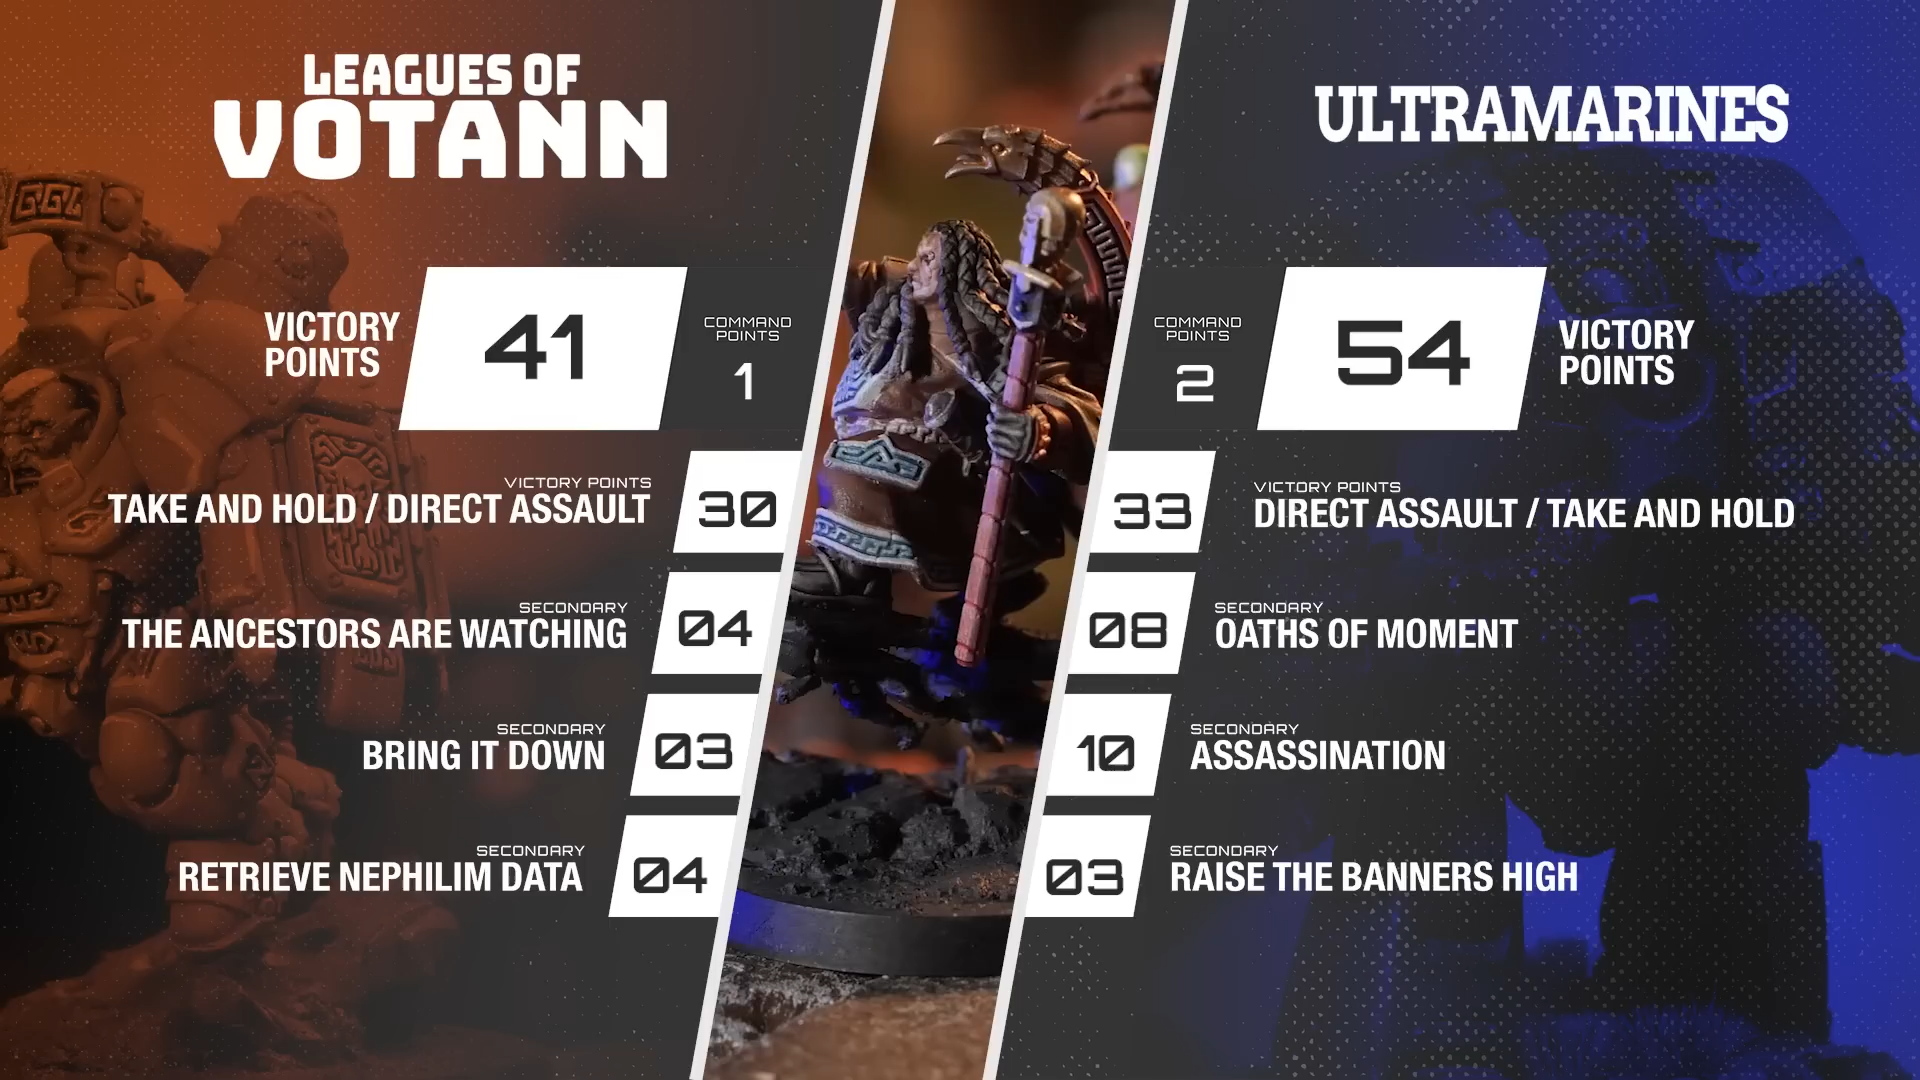 LEAGUES OF
VOTANN
VICTORY
POINTS
41
COMMAND
POINTS
1
VICTORY POINTS
TAKE AND HOLD / DIRECT ASSAULT
30
SECONDARY
THE ANCESTORS ARE WATCHING
04
SECONDARY
BRING IT DOWN
03
SECONDARY
RETRIEVE NEPHILIM DATA
04
ULTRAMARINES
COMMAND
POINTS
2
54
VICTORY
POINTS
33
VICTORY POINTS
DIRECT ASSAULT / TAKE AND HOLD
08
SECONDARY
OATHS OF MOMENT
10
SECONDARY
ASSASSINATION
03
SECONDARY
RAISE THE BANNERS HIGH